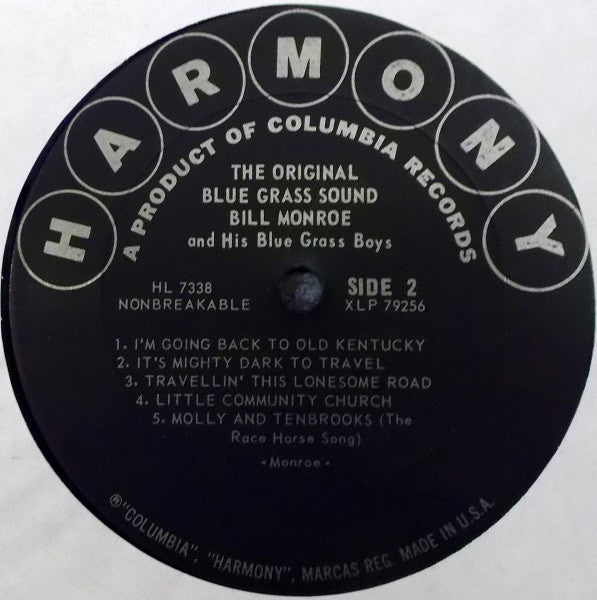 HARMONY
A PRODUCT OF COLUMBIA RECORDS
THE ORIGINAL
BLUE GRASS SOUND
BILL MONROE
and His Blue Grass Boys
HL 7338
NONBREAKABLE
SIDE 2
XLP 79256
1. I'M GOING BACK TO OLD KENTUCKY
2. IT'S MIGHTY DARK TO TRAVEL
3. TRAVELLIN' THIS LONESOME ROAD
4. LITTLE COMMUNITY CHURCH
5. MOLLY AND TENBROOKS (The
Race Horse Song)
- Monroe -
® "COLUMBIA", "HARMONY", MARCAS REG. MADE IN U.S.A.